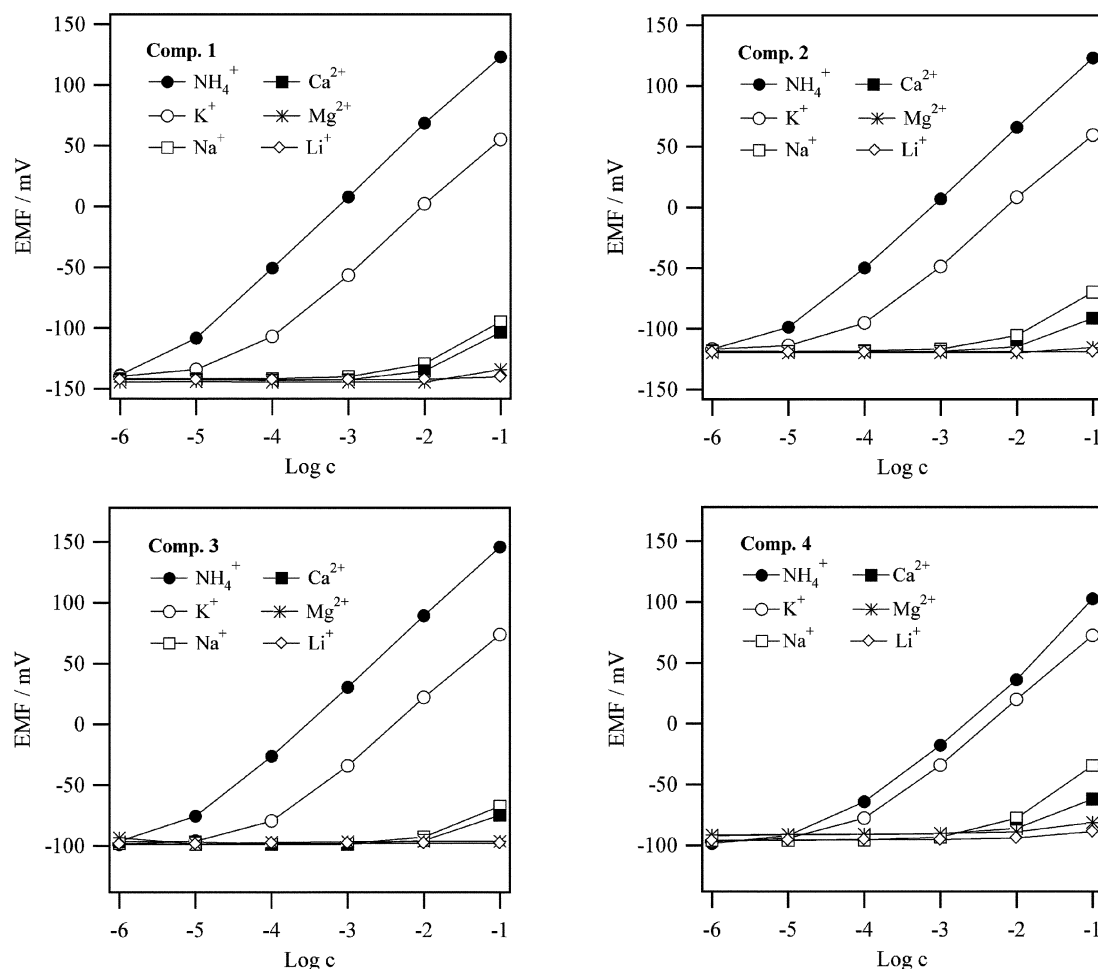 Comp. 1
NH₄⁺ Ca²⁺
K⁺ Mg²⁺
Na⁺ Li⁺
EMF / mV
150
100
50
0
-50
-100
-150
-6 -5 -4 -3 -2 -1
Log c
Comp. 2
NH₄⁺ Ca²⁺
K⁺ Mg²⁺
Na⁺ Li⁺
EMF / mV
150
100
50
0
-50
-100
-150
-6 -5 -4 -3 -2 -1
Log c
Comp. 3
NH₄⁺ Ca²⁺
K⁺ Mg²⁺
Na⁺ Li⁺
EMF / mV
150
100
50
0
-50
-100
-6 -5 -4 -3 -2 -1
Log c
Comp. 4
NH₄⁺ Ca²⁺
K⁺ Mg²⁺
Na⁺ Li⁺
EMF / mV
150
100
50
0
-50
-100
-6 -5 -4 -3 -2 -1
Log c